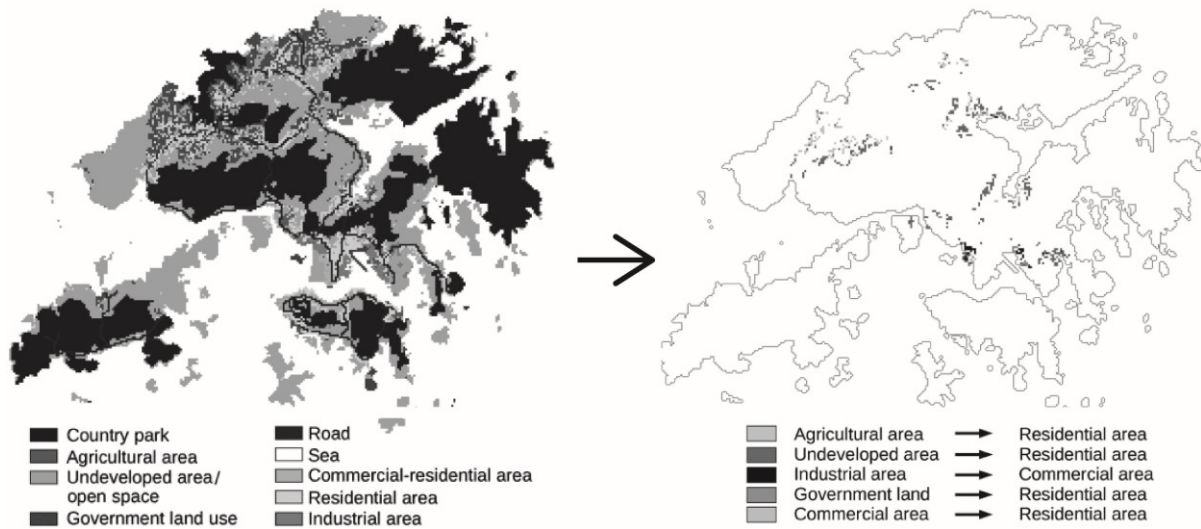 Country park
Agricultural area
Undeveloped area/
open space
Government land use
Road
Sea
Commercial-residential area
Residential area
Industrial area
Agricultural area → Residential area
Undeveloped area → Residential area
Industrial area → Commercial area
Government land → Residential area
Commercial area → Residential area